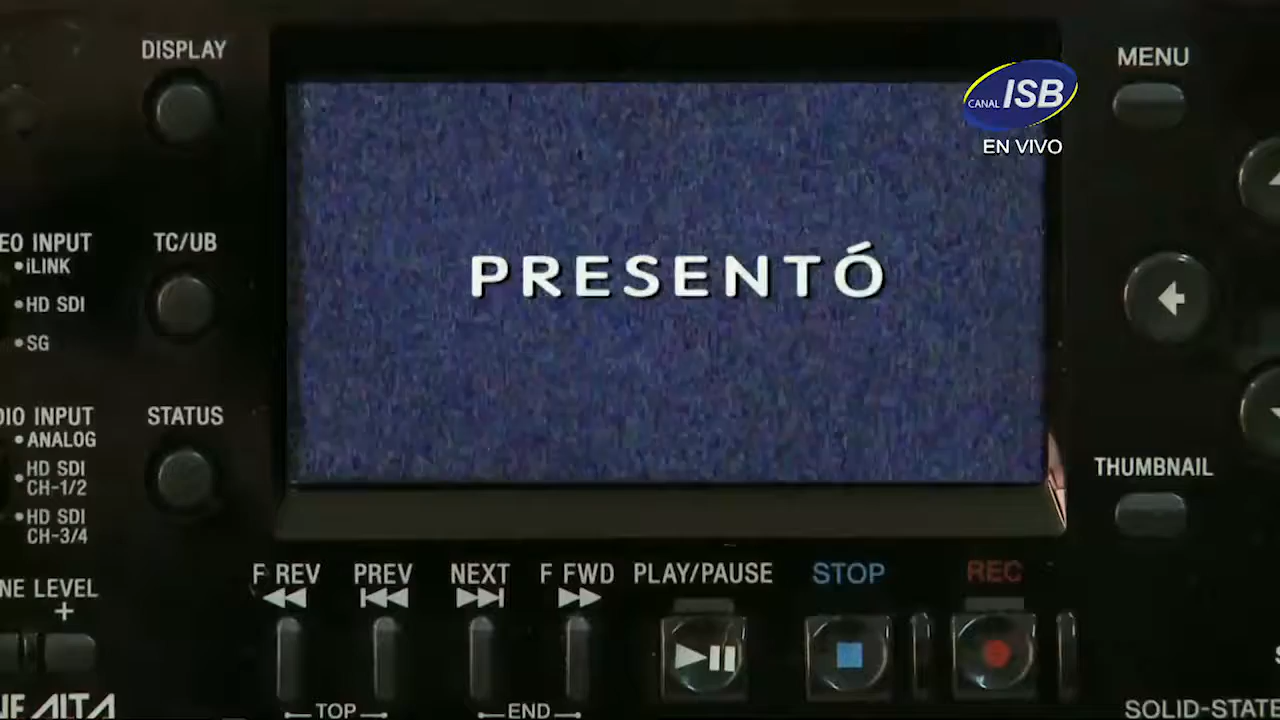 DISPLAY
MENU
CANAL ISB
EN VIVO
EO INPUT
•iLINK
•HD SDI
•SG
TC/UB
PRESENTÓ
DIO INPUT
•ANALOG
•HD SDI
CH-1/2
•HD SDI
CH-3/4
STATUS
THUMBNAIL
NE LEVEL
+
F REV
PREV
NEXT
F FWD
PLAY/PAUSE
STOP
REC
TOP
END
NE ALTA
SOLID-STATE